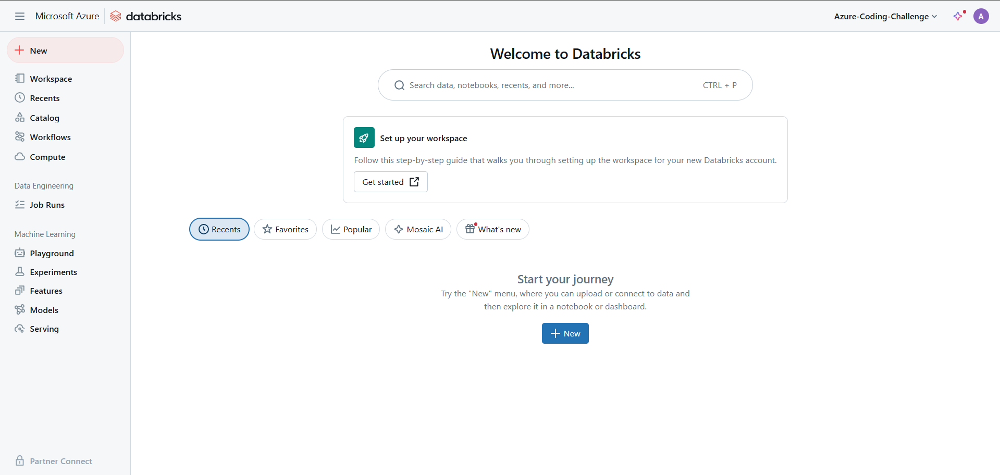 Microsoft Azure
databricks
Azure-Coding-Challenge
A
New
Workspace
Recents
Catalog
Workflows
Compute
Data Engineering
Job Runs
Machine Learning
Playground
Experiments
Features
Models
Serving
Partner Connect
Welcome to Databricks
Search data, notebooks, recents, and more... CTRL + P
Set up your workspace
Follow this step-by-step guide that walks you through setting up the workspace for your new Databricks account.
Get started
Recents Favorites Popular Mosaic AI What's new
Start your journey
Try the "New" menu, where you can upload or connect to data and
then explore it in a notebook or dashboard.
New